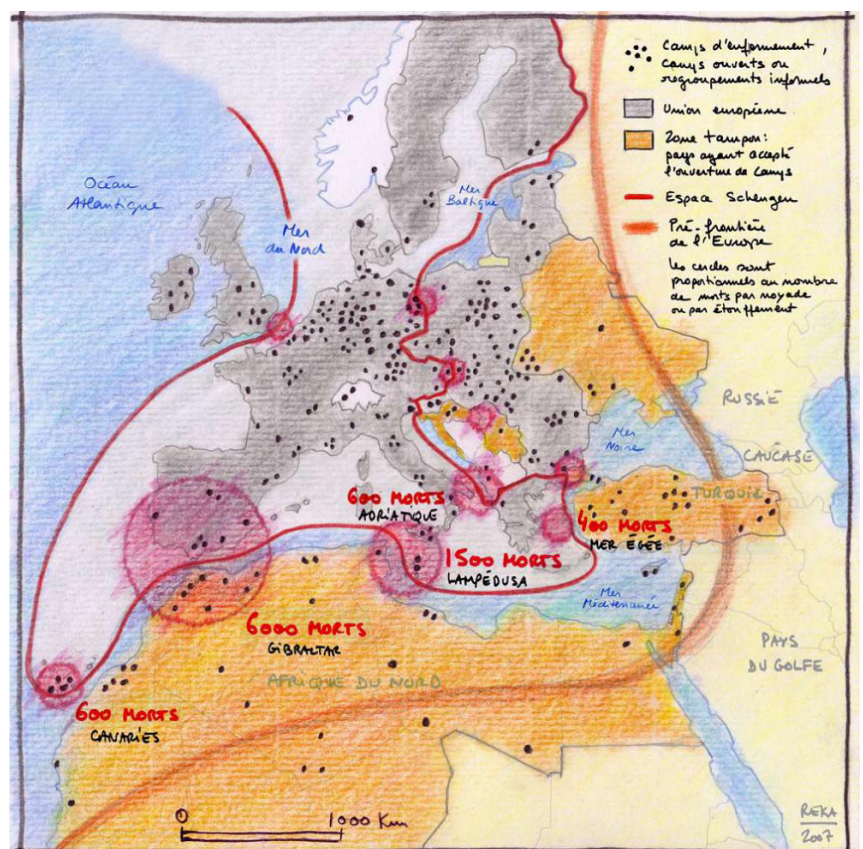 Camps d'enfermement,
camps ouverts ou
regroupements informels
Union européenne
Zone tampon:
pays ayant accepté
l'ouverture de camps
Espace Schengen
Pré-frontière
de l'Europe
Les cercles sont
proportionnels au nombre
de morts par noyade
ou par étouffement
Océan
Atlantique
Mer
du Nord
Mer
Baltique
RUSSIE
Mer
Noire
CAUCASE
TURQUIE
600 MORTS
ADRIATIQUE
400 MORTS
MER ÉGÉE
1500 MORTS
LAMPÉDUSA
Mer
Méditerranée
6000 MORTS
GIBRALTAR
PAYS
DU GOLFE
AFRIQUE DU NORD
600 MORTS
CANARIES
0 1000 Km
REKA
2007